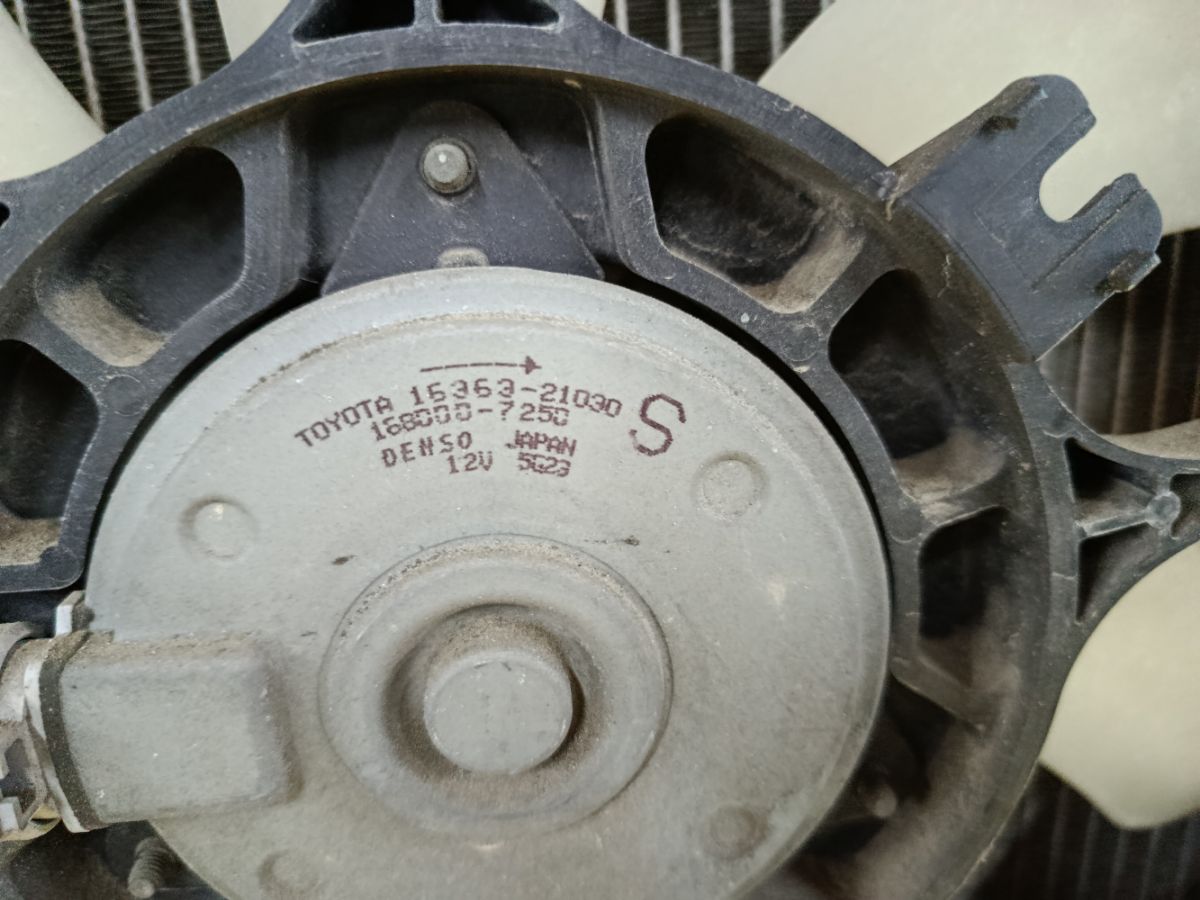 TOYOTA 16363-21030
168000-7250
S
DENSO JAPAN
12V 5G23